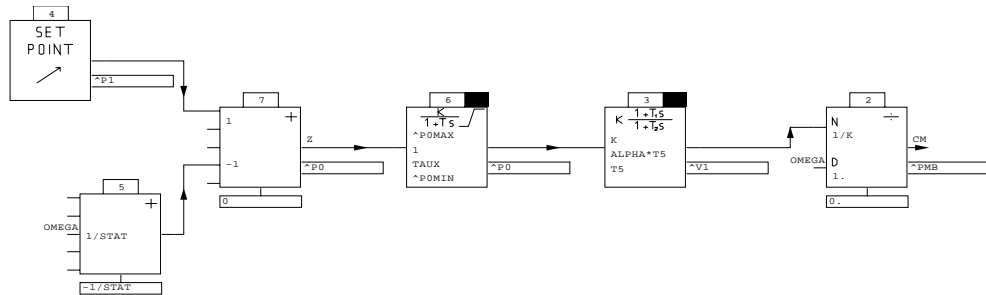 4
SET
POINT
^P1
7
1
+
-1
Z
^P0
0
5
+
OMEGA
1/STAT
-1/STAT
6
K
1+Ts
^P0MAX
1
TAUX
^P0MIN
^P0
3
K 1+T₁s
1+T₂s
K
ALPHA*T5
T5
^V1
2
N ÷
1/K
OMEGA D
1.
0.
CM
^PMB